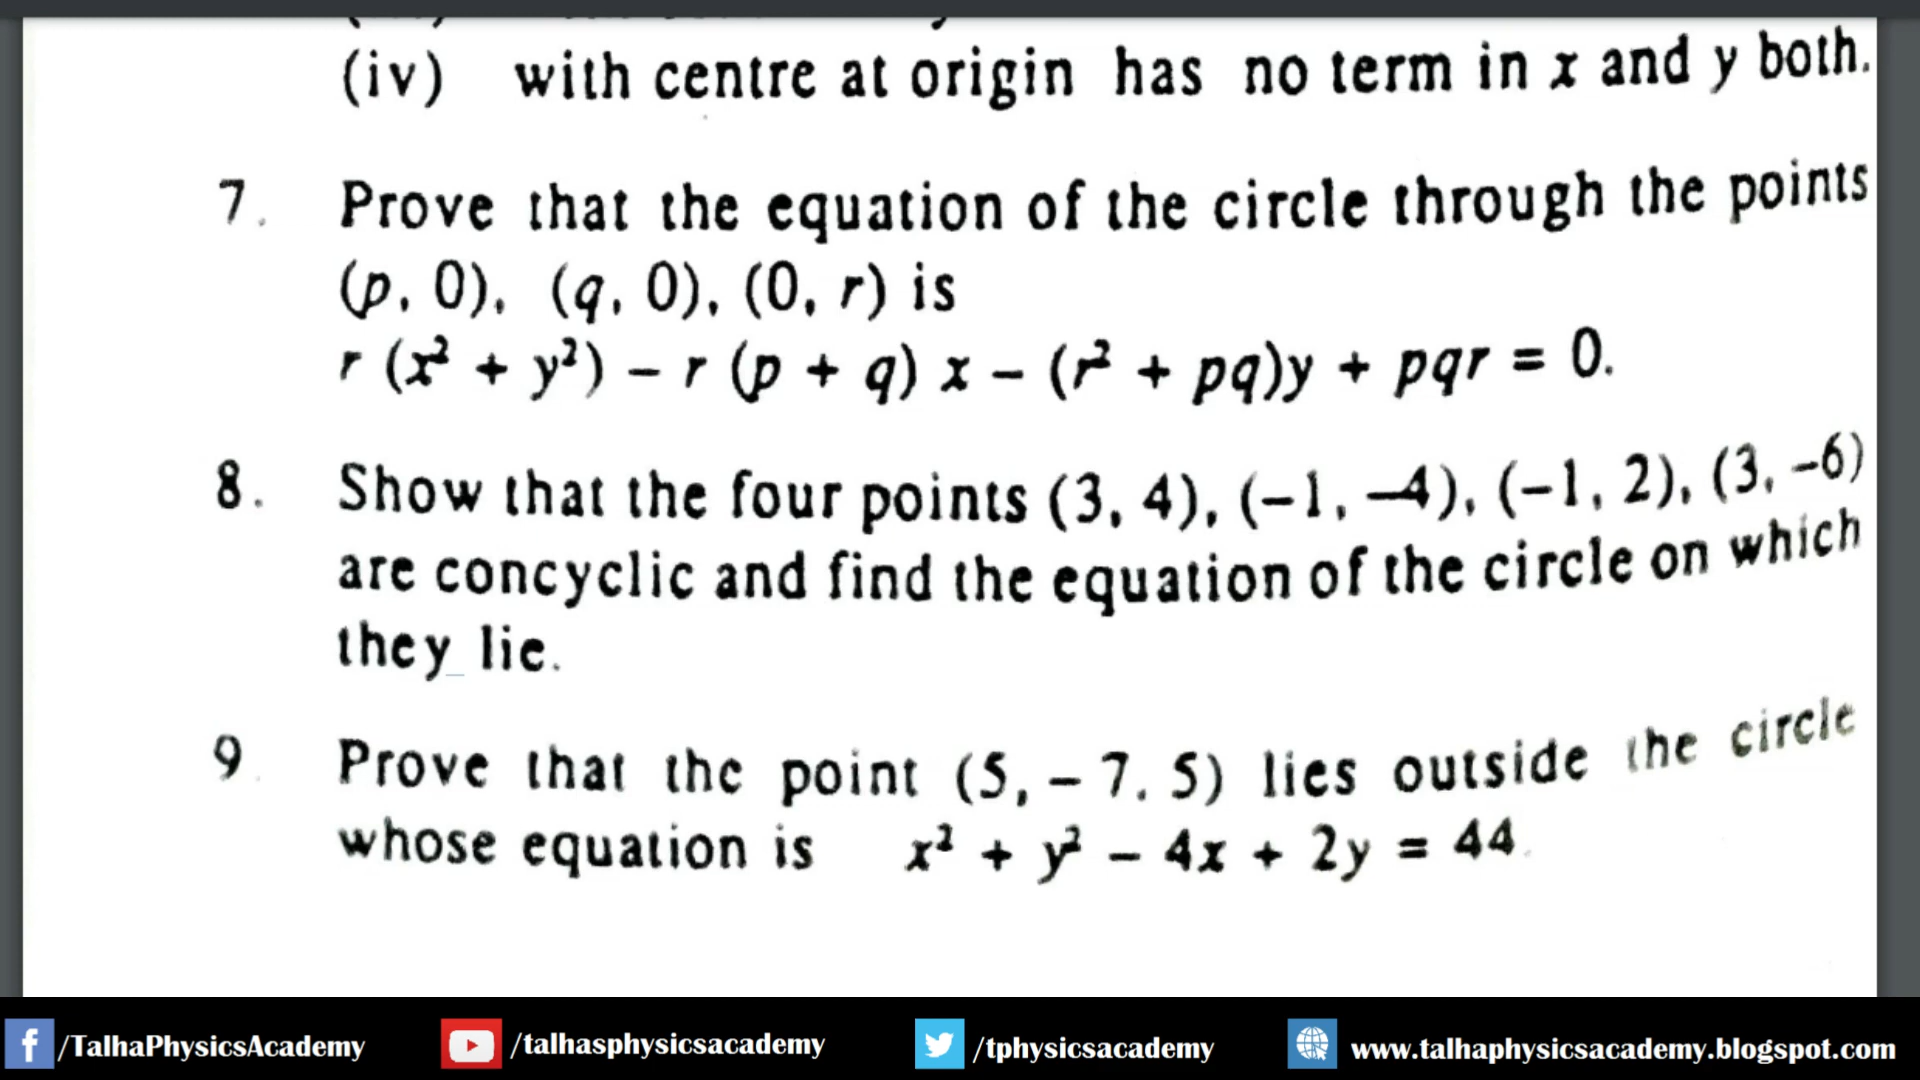 (iv) with centre at origin has no term in x and y both.
7. Prove that the equation of the circle through the points
(p, 0), (q, 0), (0, r) is
r (x² + y²) – r (p + q) x – (r² + pq)y + pqr = 0.
8. Show that the four points (3, 4), (–1, –4), (–1, 2), (3, –6)
are concyclic and find the equation of the circle on which
they lie.
9. Prove that the point (5, – 7. 5) lies outside the circle
whose equation is x² + y² – 4x + 2y = 44.
/TalhaPhysicsAcademy /talhasphysicsacademy /tphysicsacademy www.talhaphysicsacademy.blogspot.com